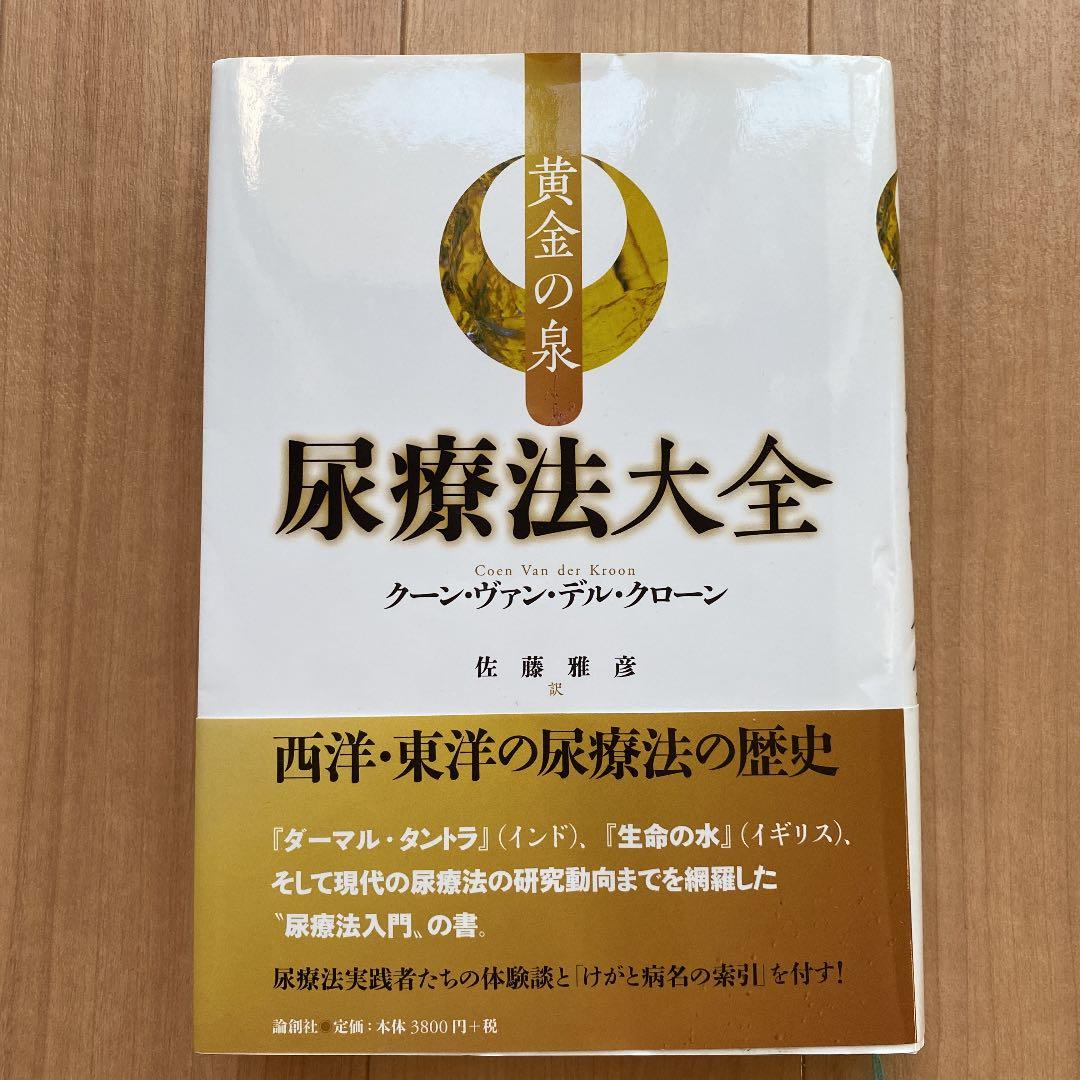 黄金の泉
尿療法大全
Coen Van der Kroon
クーン・ヴァン・デル・クローン
佐藤雅彦
訳
西洋・東洋の尿療法の歴史
『ダーマル・タントラ』(インド)、『生命の水』(イギリス)、
そして現代の尿療法の研究動向までを網羅した
〝尿療法入門〟の書。
尿療法実践者たちの体験談と「けがと病名の索引」を付す!
論創社●定価:本体3800円+税